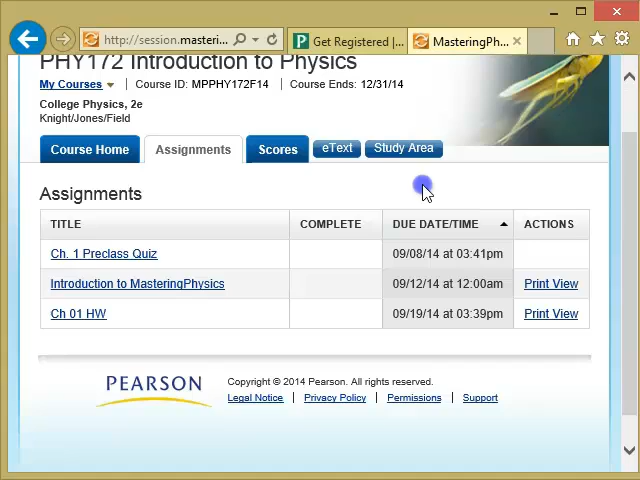 http://session.masteri...
Get Registered |...
MasteringPh...
PHY172 Introduction to Physics
My Courses | Course ID: MPPHY172F14 | Course Ends: 12/31/14
College Physics, 2e
Knight/Jones/Field
Course Home Assignments Scores eText Study Area
Assignments
TITLE COMPLETE DUE DATE/TIME ACTIONS
Ch. 1 Preclass Quiz 09/08/14 at 03:41pm
Introduction to MasteringPhysics 09/12/14 at 12:00am Print View
Ch 01 HW 09/19/14 at 03:39pm Print View
PEARSON
Copyright © 2014 Pearson. All rights reserved.
Legal Notice | Privacy Policy | Permissions | Support